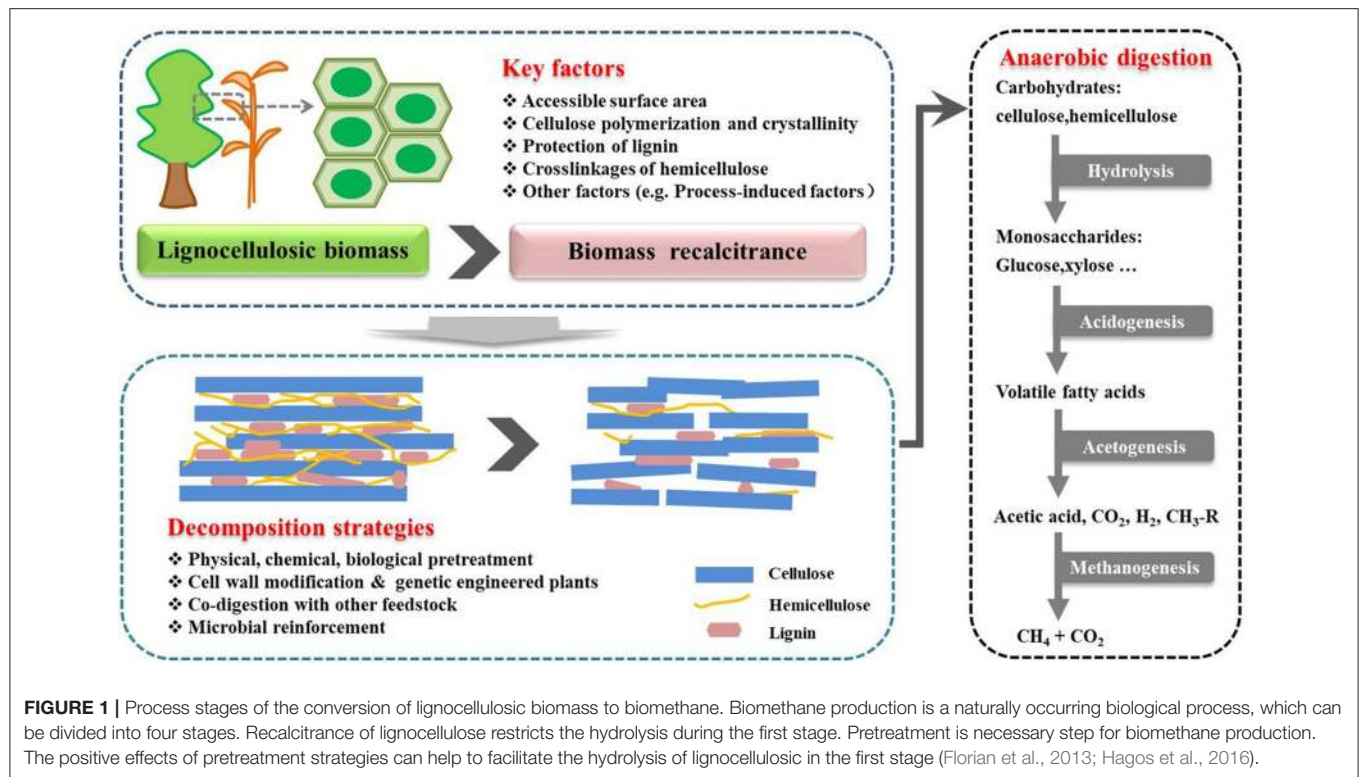 Key factors
❖ Accessible surface area
❖ Cellulose polymerization and crystallinity
❖ Protection of lignin
❖ Crosslinkages of hemicellulose
❖ Other factors (e.g. Process-induced factors）
Lignocellulosic biomass
Biomass recalcitrance
Decomposition strategies
❖ Physical, chemical, biological pretreatment
❖ Cell wall modification & genetic engineered plants
❖ Co-digestion with other feedstock
❖ Microbial reinforcement
Cellulose
Hemicellulose
Lignin
Anaerobic digestion
Carbohydrates:
cellulose,hemicellulose
Hydrolysis
Monosaccharides:
Glucose,xylose ...
Acidogenesis
Volatile fatty acids
Acetogenesis
Acetic acid, CO₂, H₂, CH₃-R
Methanogenesis
CH₄ + CO₂
FIGURE 1 | Process stages of the conversion of lignocellulosic biomass to biomethane. Biomethane production is a naturally occurring biological process, which can
be divided into four stages. Recalcitrance of lignocellulose restricts the hydrolysis during the first stage. Pretreatment is necessary step for biomethane production.
The positive effects of pretreatment strategies can help to facilitate the hydrolysis of lignocellulosic in the first stage (Florian et al., 2013; Hagos et al., 2016).